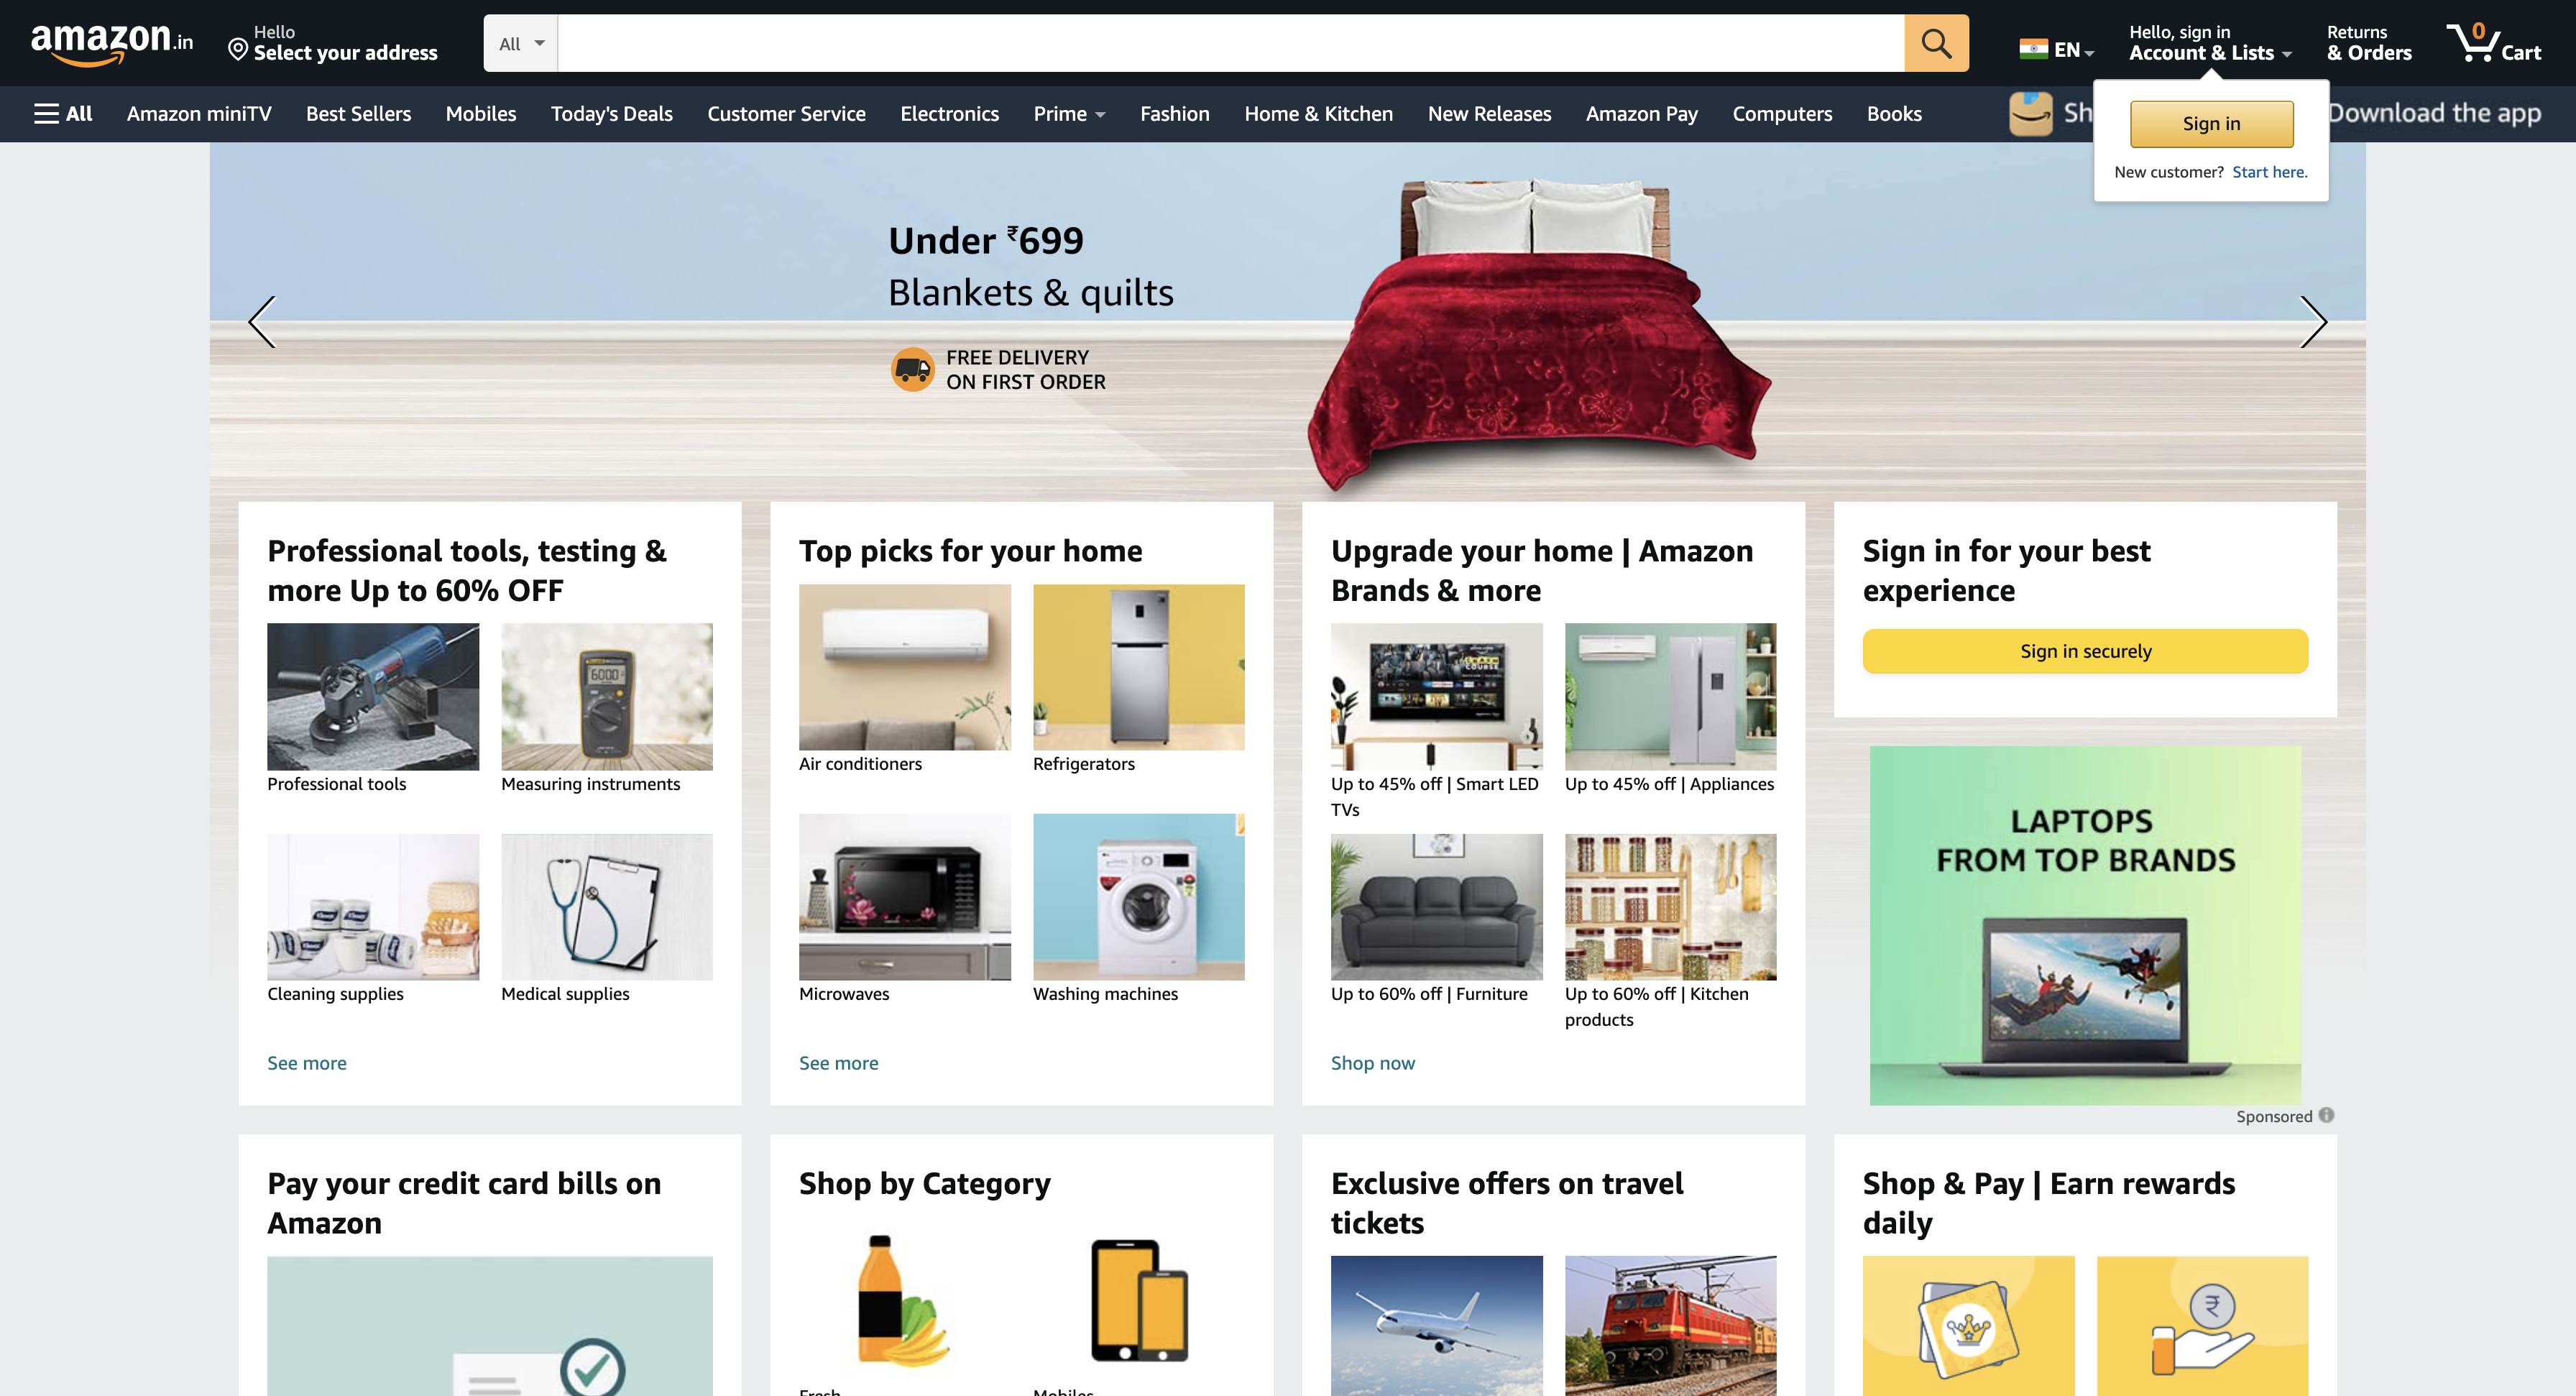 amazon.in
Hello
Select your address
All
EN
Hello, sign in
Account & Lists
Returns
& Orders
0
Cart
All
Amazon miniTV
Best Sellers
Mobiles
Today's Deals
Customer Service
Electronics
Prime
Fashion
Home & Kitchen
New Releases
Amazon Pay
Computers
Books
Sh
Download the app
Sign in
New customer? Start here.
Under ₹699
Blankets & quilts
FREE DELIVERY
ON FIRST ORDER
Professional tools, testing &
more Up to 60% OFF
Professional tools
Measuring instruments
Cleaning supplies
Medical supplies
See more
Top picks for your home
Air conditioners
Refrigerators
Microwaves
Washing machines
See more
Upgrade your home | Amazon
Brands & more
Up to 45% off | Smart LED
TVs
Up to 45% off | Appliances
Up to 60% off | Furniture
Up to 60% off | Kitchen
products
Shop now
Sign in for your best
experience
Sign in securely
LAPTOPS
FROM TOP BRANDS
Sponsored
Pay your credit card bills on
Amazon
Shop by Category
Fresh
Mobiles
Exclusive offers on travel
tickets
Shop & Pay | Earn rewards
daily